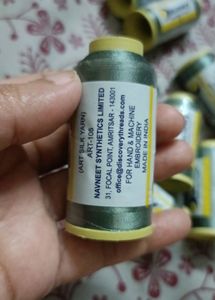 (ART SILK YARN)
ART-105
NAVNEET SYNTHETICS LIMITED
31, FOCAL POINT, AMRITSAR - 143001
office@discoverythreads.com
FOR HAND & MACHINE
EMBROIDERY
MADE IN INDIA